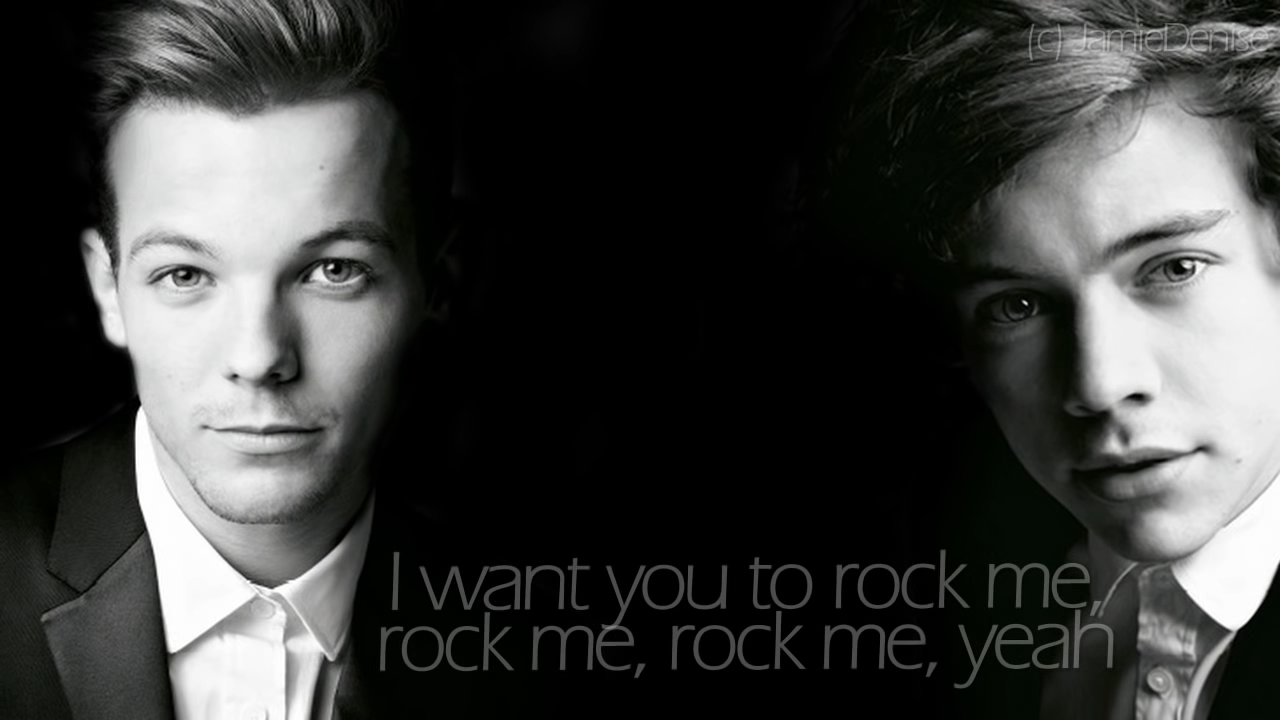 (c) JamieDenise
I want you to rock me,
rock me, rock me, yeah